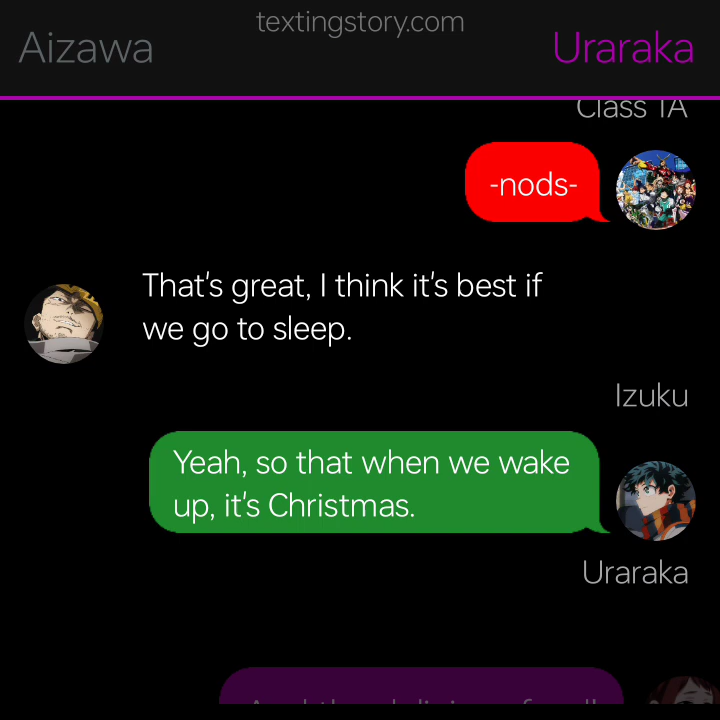 textingstory.com
Aizawa
Uraraka
Class 1A
-nods-
That's great, I think it's best if
we go to sleep.
Izuku
Yeah, so that when we wake
up, it's Christmas.
Uraraka